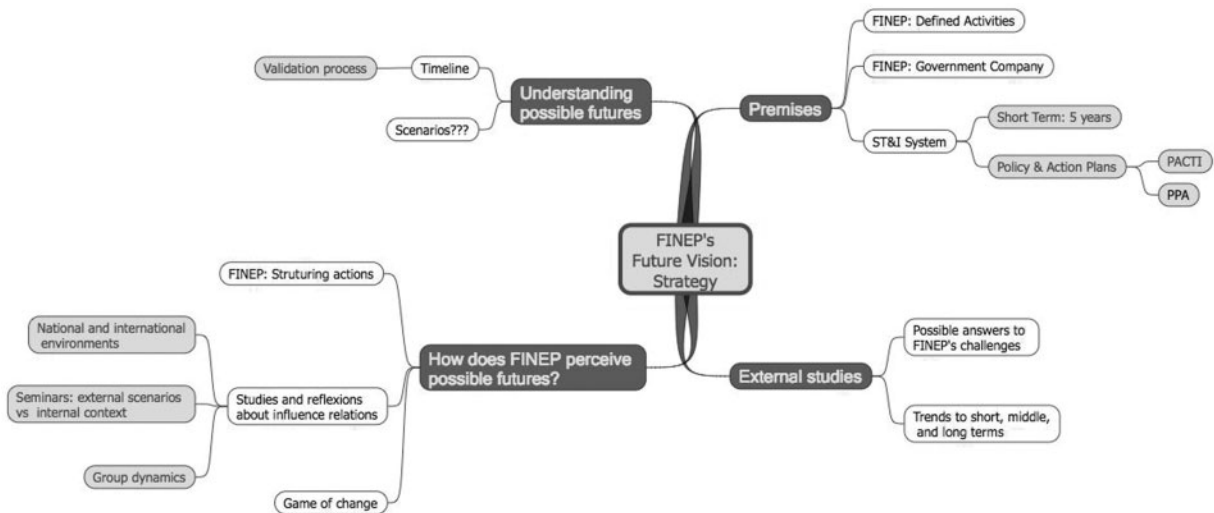 FINEP: Defined Activities
FINEP: Government Company
Validation process
Timeline
Understanding
possible futures
Premises
Short Term: 5 years
Scenarios???
ST&I System
Policy & Action Plans
PACTI
PPA
FINEP's
Future Vision:
Strategy
FINEP: Struturing actions
National and international
environments
How does FINEP perceive
possible futures?
Seminars: external scenarios
vs internal context
Studies and reflexions
about influence relations
Group dynamics
Game of change
External studies
Possible answers to
FINEP's challenges
Trends to short, middle,
and long terms